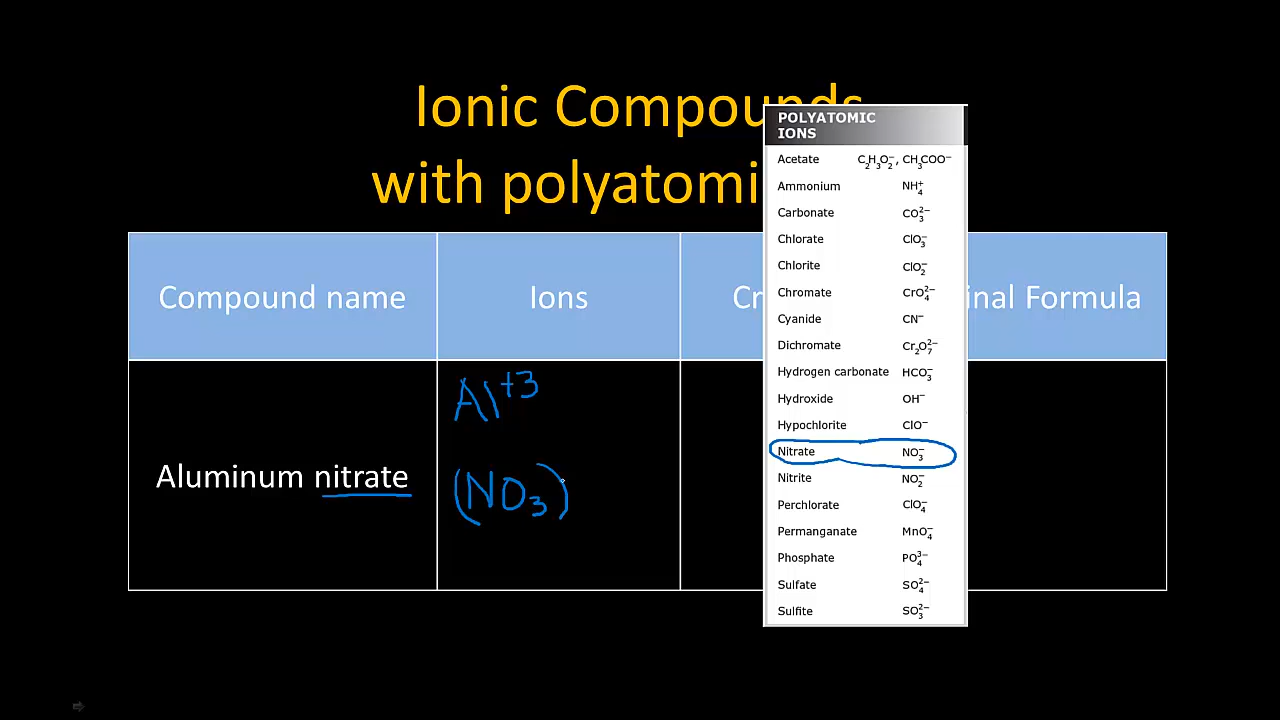 Ionic Compounds
with polyatomi
POLYATOMIC
IONS
Acetate C₂H₃O₂⁻, CH₃COO⁻
Ammonium NH₄⁺
Carbonate CO₃²⁻
Chlorate ClO₃⁻
Chlorite ClO₂⁻
Chromate CrO₄²⁻
Cyanide CN⁻
Dichromate Cr₂O₇²⁻
Hydrogen carbonate HCO₃⁻
Hydroxide OH⁻
Hypochlorite ClO⁻
Nitrate NO₃⁻
Nitrite NO₂⁻
Perchlorate ClO₄⁻
Permanganate MnO₄⁻
Phosphate PO₄³⁻
Sulfate SO₄²⁻
Sulfite SO₃²⁻
Compound name Ions Cr inal Formula
Al⁺³
Aluminum nitrate (NO₃)